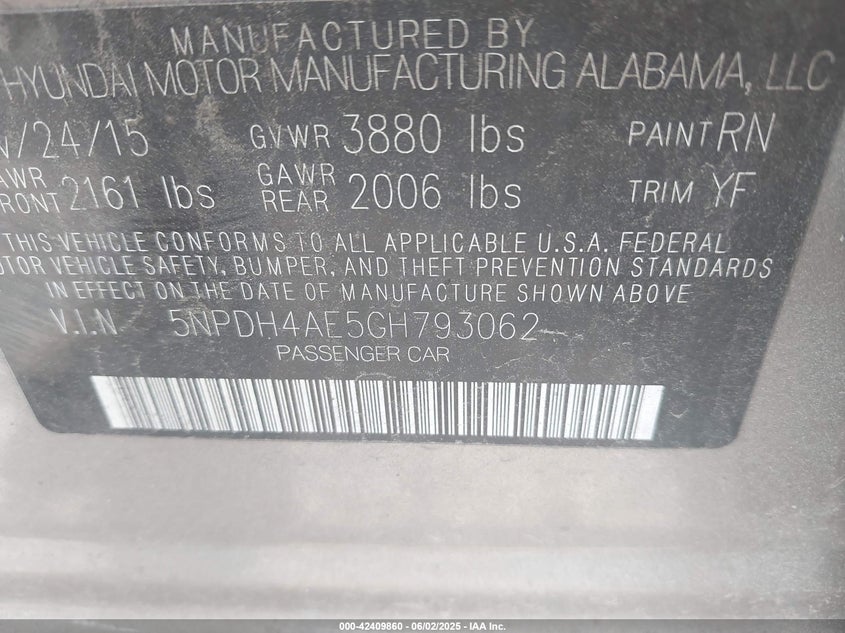 MANUFACTURED BY
HYUNDAI MOTOR MANUFACTURING ALABAMA, LLC
/24/15 GVWR 3880 lbs PAINT RN
AWR FRONT 2161 lbs GAWR REAR 2006 lbs TRIM YF
THIS VEHICLE CONFORMS TO ALL APPLICABLE U.S.A. FEDERAL
OTOR VEHICLE SAFETY, BUMPER, AND THEFT PREVENTION STANDARDS
IN EFFECT ON THE DATE OF MANUFACTURE SHOWN ABOVE
V.I.N 5NPDH4AE5GH793062
PASSENGER CAR
000-42409860 - 06/02/2025 - IAA Inc.